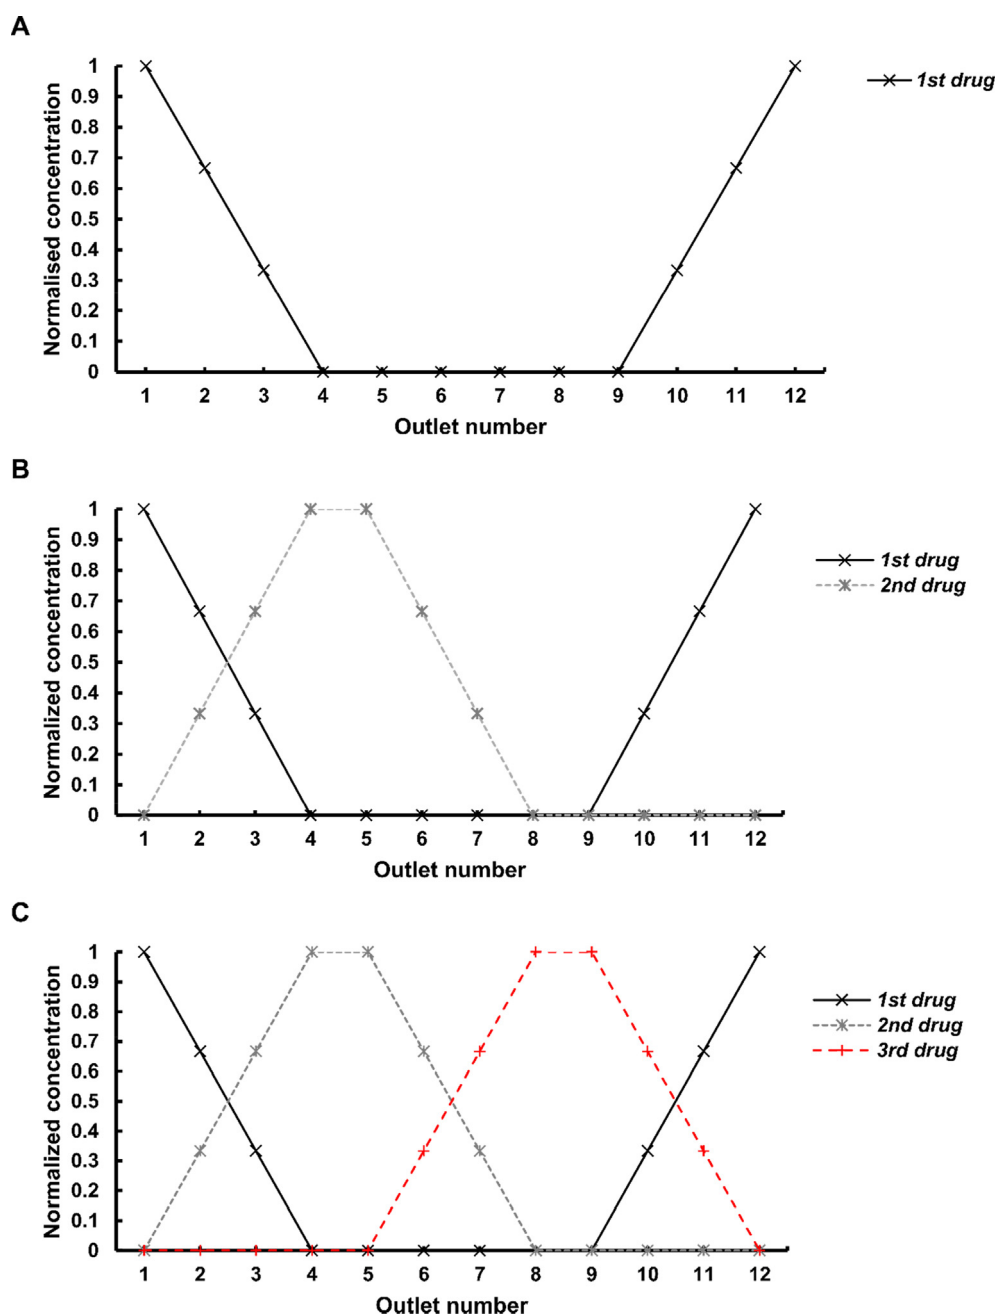 A
1
0.9
0.8
0.7
0.6
0.5
0.4
0.3
0.2
0.1
0
Normalised concentration
1 2 3 4 5 6 7 8 9 10 11 12
Outlet number
1st drug
B
1
0.9
0.8
0.7
0.6
0.5
0.4
0.3
0.2
0.1
0
Normalized concentration
1 2 3 4 5 6 7 8 9 10 11 12
Outlet number
1st drug
2nd drug
C
1
0.9
0.8
0.7
0.6
0.5
0.4
0.3
0.2
0.1
0
Normalized concentration
1 2 3 4 5 6 7 8 9 10 11 12
Outlet number
1st drug
2nd drug
3rd drug